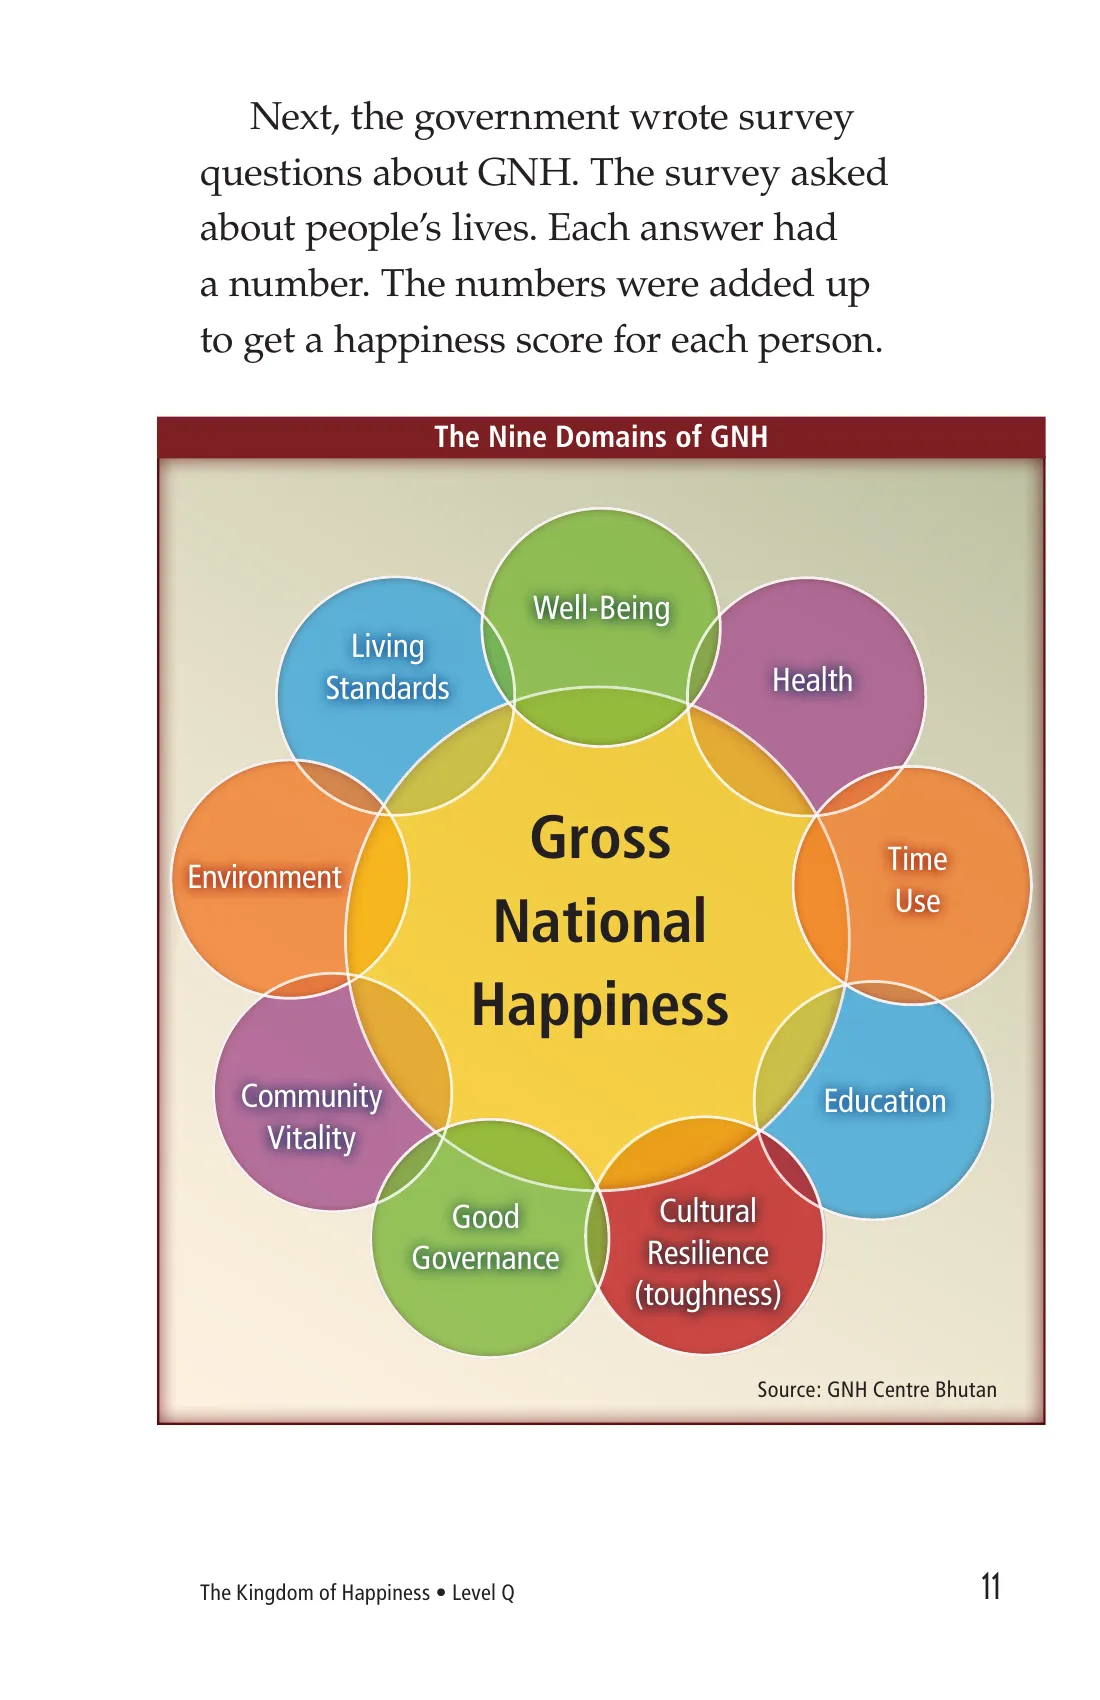 Next, the government wrote survey
questions about GNH. The survey asked
about people’s lives. Each answer had
a number. The numbers were added up
to get a happiness score for each person.
The Nine Domains of GNH
Well-Being
Living
Standards
Health
Gross
National
Happiness
Time
Use
Environment
Education
Community
Vitality
Good
Governance
Cultural
Resilience
(toughness)
Source: GNH Centre Bhutan
The Kingdom of Happiness • Level Q
11